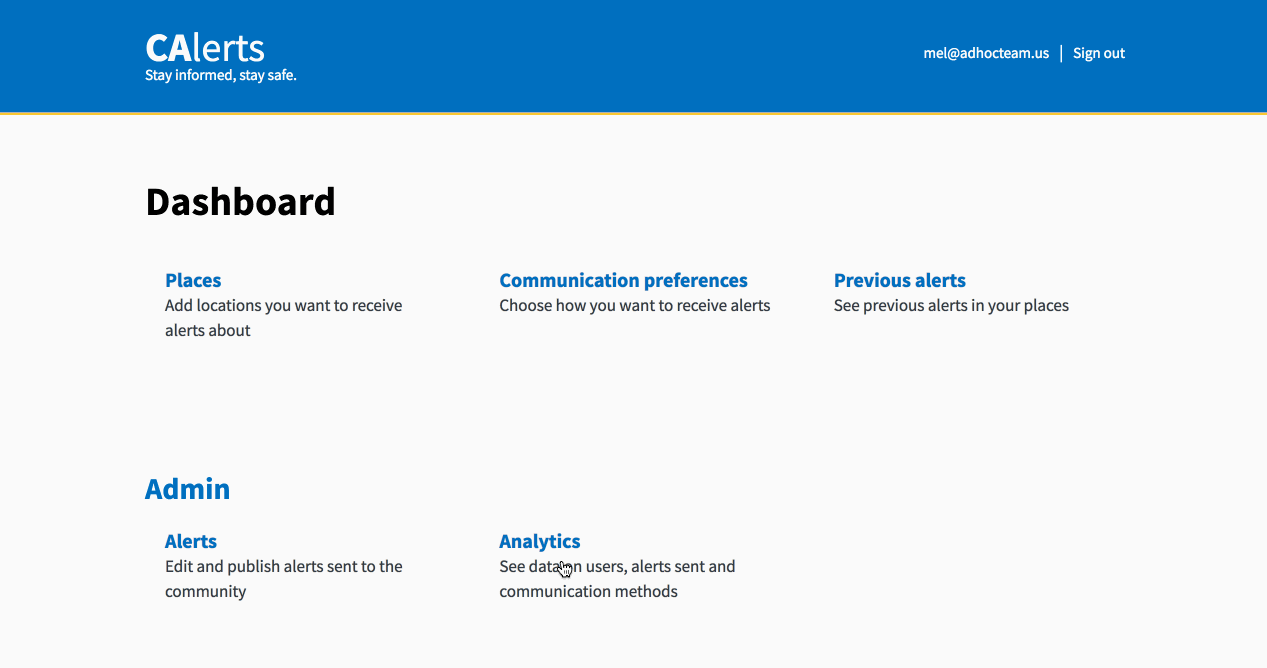 CAlerts
Stay informed, stay safe.
mel@adhocteam.us | Sign out
Dashboard
Places
Add locations you want to receive
alerts about
Communication preferences
Choose how you want to receive alerts
Previous alerts
See previous alerts in your places
Admin
Alerts
Edit and publish alerts sent to the
community
Analytics
See data on users, alerts sent and
communication methods